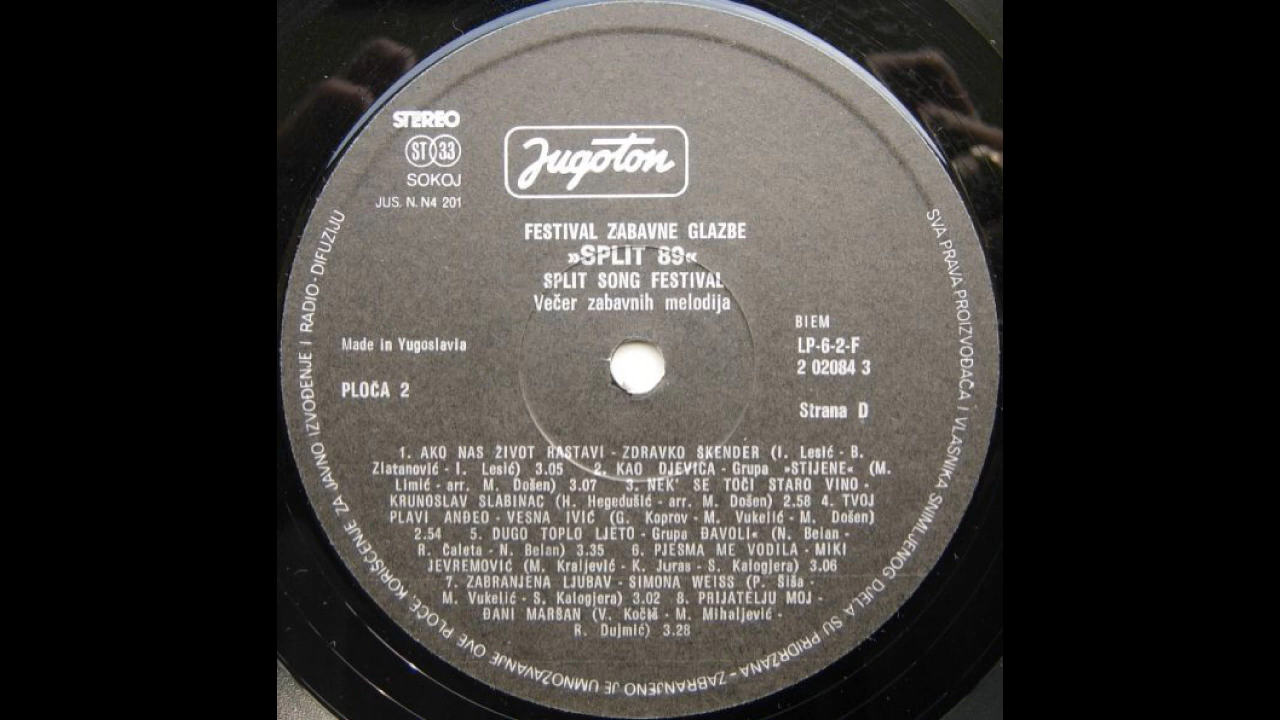 STEREO
ST 33
SOKOJ
JUS. N. N4 201
Jugoton
FESTIVAL ZABAVNE GLAZBE
»SPLIT 89«
SPLIT SONG FESTIVAL
Večer zabavnih melodija
Made in Yugoslavia
PLOČA 2
BIEM
LP-6-2-F
2 02084 3
Strana D
1. AKO NAS ŽIVOT RASTAVI - ZDRAVKO ŠKENDER (I. Lesić - B.
Zlatanović - I. Lesić) 3.05 2. KAO DJEVICA - Grupa »STIJENE« (M.
Limić - arr. M. Došen) 3.07 3. NEK' SE TOČI STARO VINO -
KRUNOSLAV SLABINAC (H. Hegedušić - arr. M. Došen) 2.58 4. TVOJ
PLAVI ANĐEO - VESNA IVIĆ (G. Koprov - M. Vukelić - M. Došen)
2.54 5. DUGO TOPLO LJETO - Grupa ĐAVOLI« (N. Belan -
R. Čaleta - N. Belan) 3.35 6. PJESMA ME VODILA - MIKI
JEVREMOVIĆ (M. Kraljević - K. Juras - S. Kalogjera) 3.06
7. ZABRANJENA LJUBAV - SIMONA WEISS (P. Siša -
M. Vukelić - S. Kalogjera) 3.02 8. PRIJATELJU MOJ -
ĐANI MARŠAN (V. Kočiš - M. Mihaljević -
R. Dujmić) 3.28
SVA PRAVA PROIZVOĐAČA I VLASNIKA SNIMLJENOG DJELA SU PRIDRŽANA - ZABRANJENO JE UMNOŽAVANJE OVE PLOČE, KORIŠĆENJE ZA JAVNO IZVOĐENJE I RADIO - DIFUZIJU